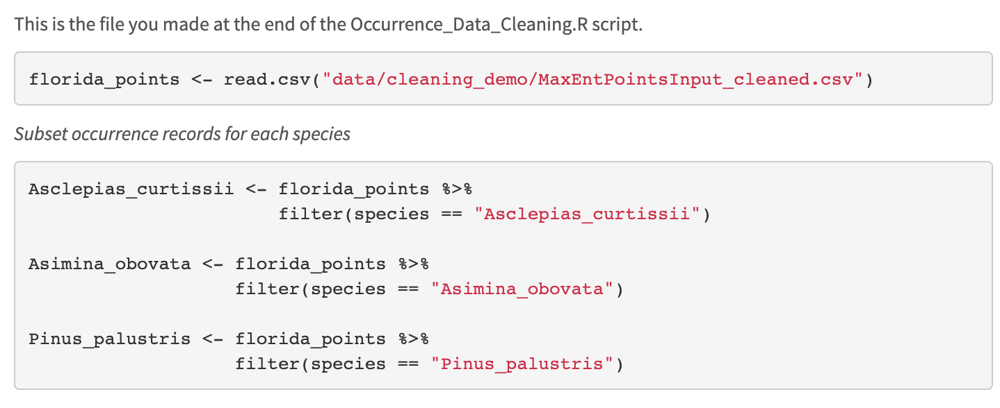 This is the file you made at the end of the Occurrence_Data_Cleaning.R script.
florida_points <- read.csv("data/cleaning_demo/MaxEntPointsInput_cleaned.csv")
Subset occurrence records for each species
Asclepias_curtissii <- florida_points %>%
filter(species == "Asclepias_curtissii")
Asimina_obovata <- florida_points %>%
filter(species == "Asimina_obovata")
Pinus_palustris <- florida_points %>%
filter(species == "Pinus_palustris")